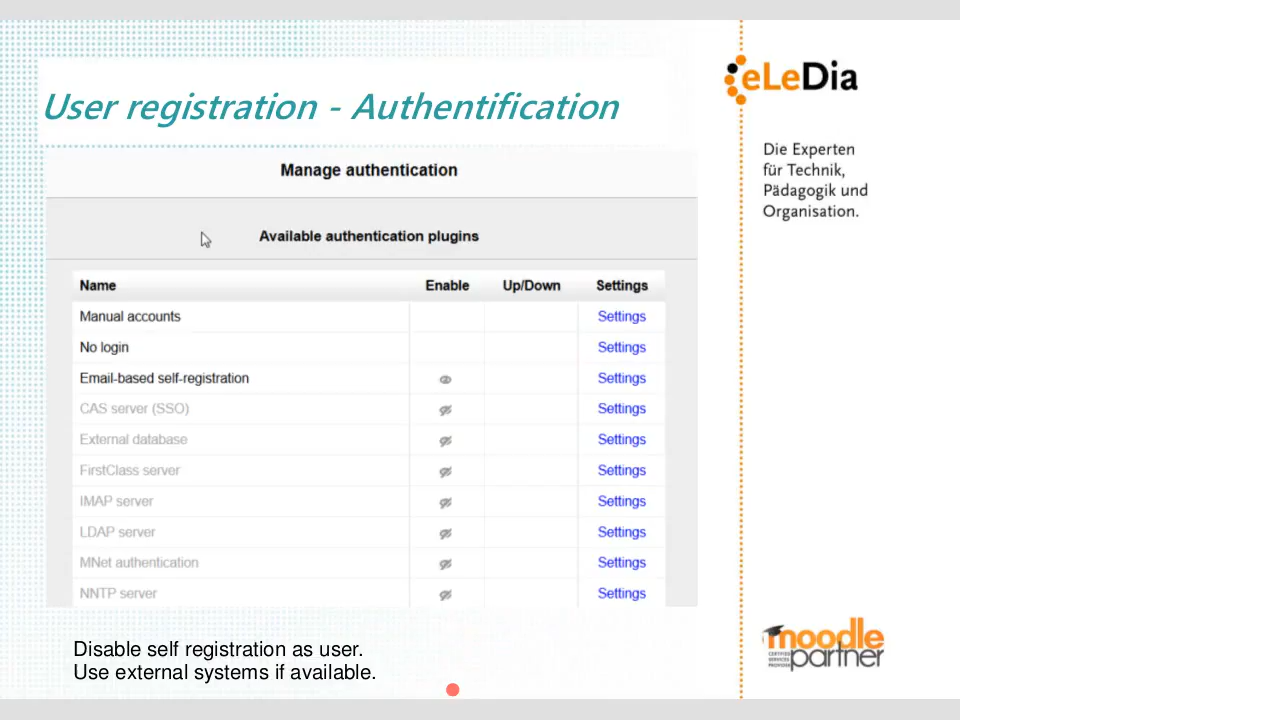 User registration - Authentification
eLeDia
Die Experten
für Technik,
Pädagogik und
Organisation.
Manage authentication
Available authentication plugins
Name Enable Up/Down Settings
Manual accounts Settings
No login Settings
Email-based self-registration Settings
CAS server (SSO) Settings
External database Settings
FirstClass server Settings
IMAP server Settings
LDAP server Settings
MNet authentication Settings
NNTP server Settings
Disable self registration as user.
Use external systems if available.
moodle
CERTIFIED
SERVICES
PROVIDER
partner